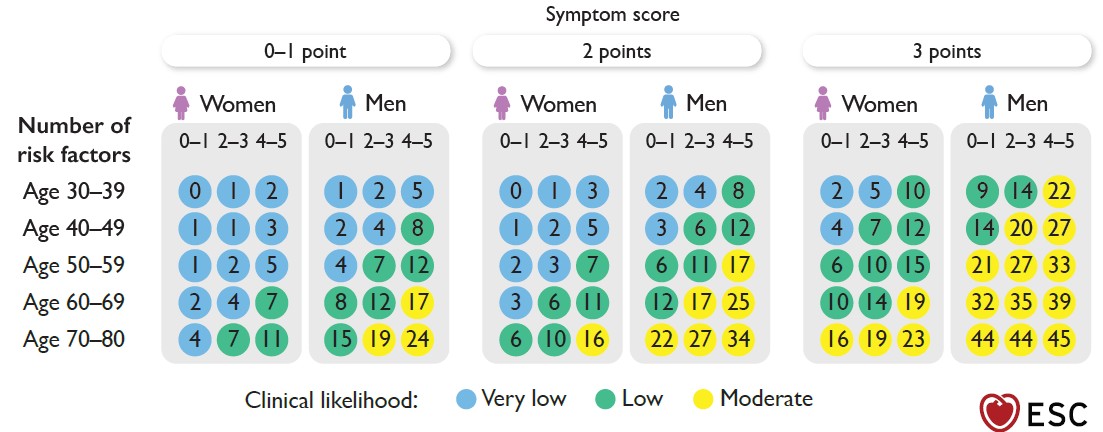 Symptom score
0–1 point 2 points 3 points
Women Men Women Men Women Men
Number of
risk factors
0–1 2–3 4–5 0–1 2–3 4–5 0–1 2–3 4–5 0–1 2–3 4–5 0–1 2–3 4–5 0–1 2–3 4–5
Age 30–39 0 1 2 1 2 5 0 1 3 2 4 8 2 5 10 9 14 22
Age 40–49 1 1 3 2 4 8 1 2 5 3 6 12 4 7 12 14 20 27
Age 50–59 1 2 5 4 7 12 2 3 7 6 11 17 6 10 15 21 27 33
Age 60–69 2 4 7 8 12 17 3 6 11 12 17 25 10 14 19 32 35 39
Age 70–80 4 7 11 15 19 24 6 10 16 22 27 34 16 19 23 44 44 45
Clinical likelihood: Very low Low Moderate
ESC